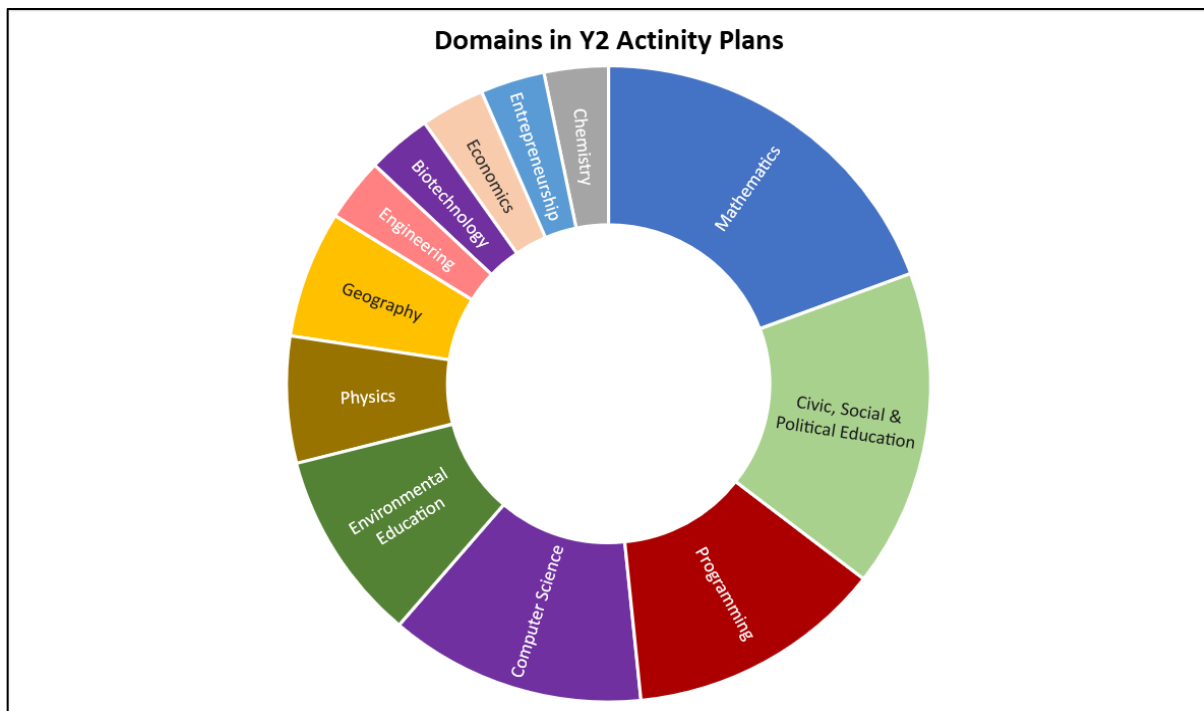 Domains in Y2 Activity Plans
Mathematics
Civic, Social &
Political Education
Programming
Computer Science
Environmental
Education
Physics
Geography
Engineering
Biotechnology
Economics
Entrepreneurship
Chemistry